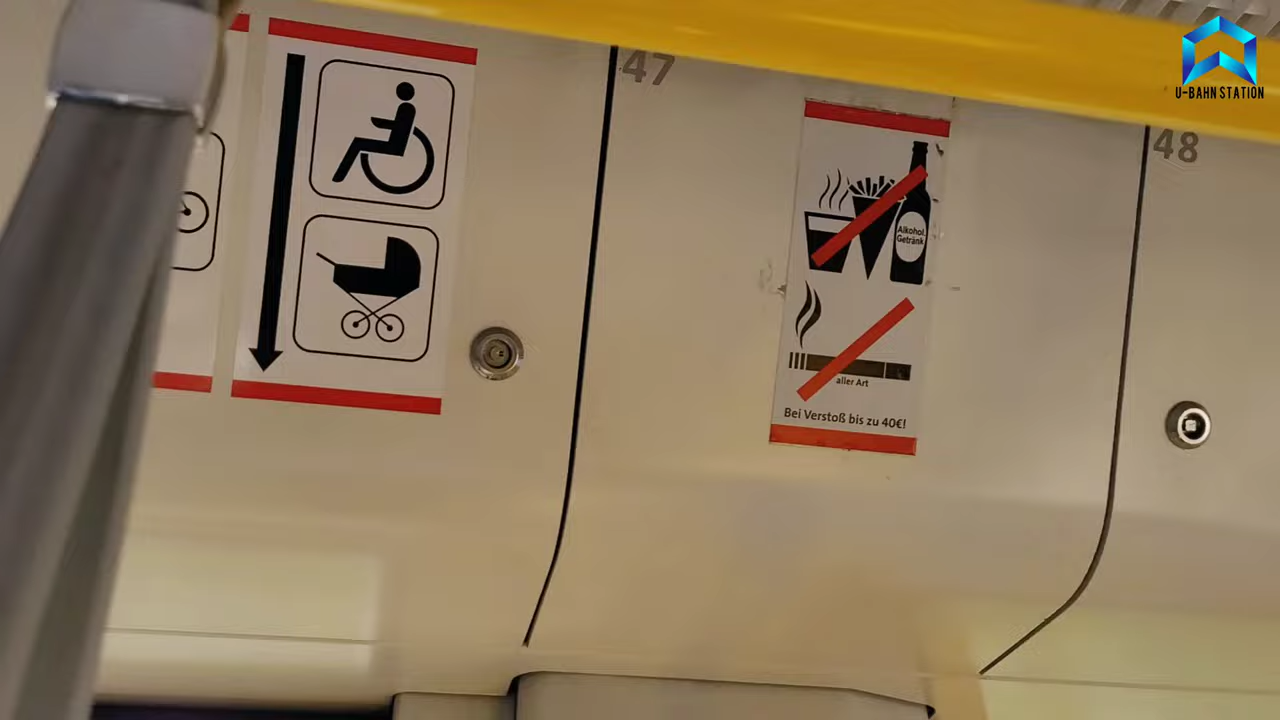 47
48
U-BAHN STATION
Alkohol.
Getränk
aller Art
Bei Verstoß bis zu 40€!